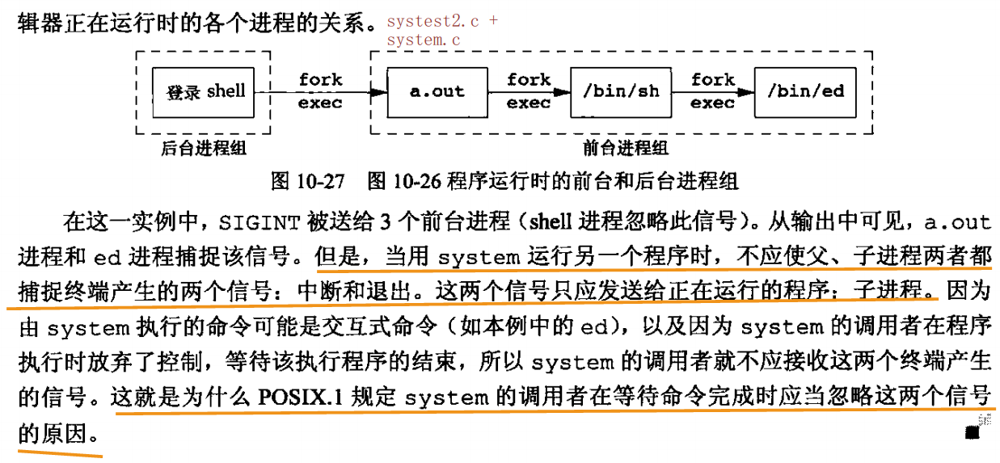 辑器正在运行时的各个进程的关系。 systest2.c +
system.c
登录 shell
fork
exec
a.out
fork
exec
/bin/sh
fork
exec
/bin/ed
后台进程组
前台进程组
图 10-27 图 10-26 程序运行时的前台和后台进程组
在这一实例中，SIGINT 被送给 3 个前台进程（shell 进程忽略此信号）。从输出中可见，a.out
进程和 ed 进程捕捉该信号。但是，当用 system 运行另一个程序时，不应使父、子进程两者都
捕捉终端产生的两个信号：中断和退出。这两个信号只应发送给正在运行的程序：子进程。因为
由 system 执行的命令可能是交互式命令（如本例中的 ed），以及因为 system 的调用者在程序
执行时放弃了控制，等待该执行程序的结束，所以 system 的调用者就不应接收这两个终端产生
的信号。这就是为什么 POSIX.1 规定 system 的调用者在等待命令完成时应当忽略这两个信号
的原因。